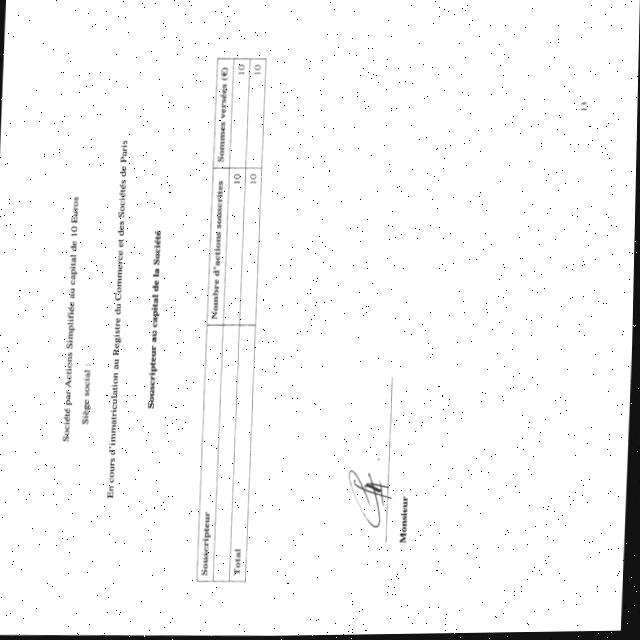 Société par Actions Simplifiée au capital de 10 Euros
Siège social :
En cours d'immatriculation au Registre du Commerce et des Sociétés de Paris
Souscripteur au capital de la Société
Souscripteur Nombre d'actions souscrites Sommes versées (€)
10 10
Total 10 10
Monsieur
13